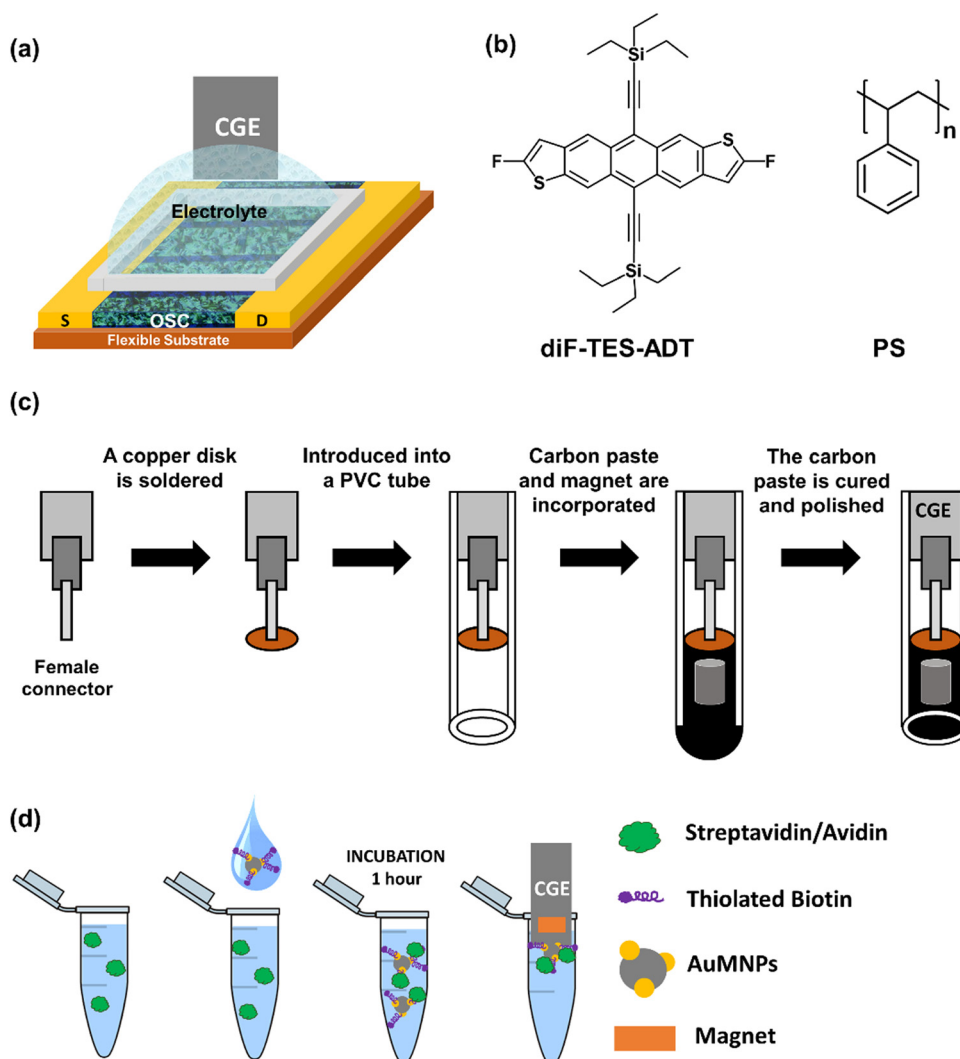 (a)
CGE
Electrolyte
S
OSC
D
Flexible Substrate
(b)
Si
S
F
F
S
Si
n
diF-TES-ADT
PS
(c)
A copper disk
is soldered
Introduced into
a PVC tube
Carbon paste
and magnet are
incorporated
The carbon
paste is cured
and polished
CGE
Female
connector
(d)
INCUBATION
1 hour
CGE
Streptavidin/Avidin
Thiolated Biotin
AuMNPs
Magnet